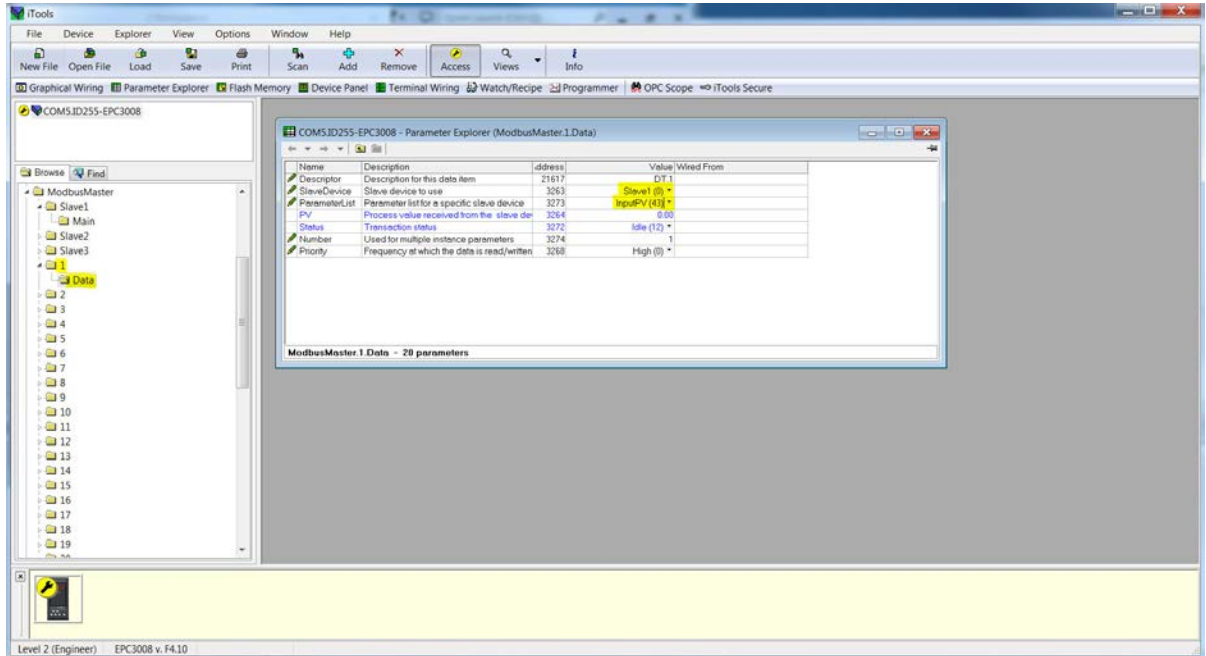 iTools
File Device Explorer View Options Window Help
New File Open File Load Save Print Scan Add Remove Access Views Info
Graphical Wiring Parameter Explorer Flash Memory Device Panel Terminal Wiring Watch/Recipe Programmer OPC Scope iTools Secure
COM5.ID255-EPC3008
Browse Find
ModbusMaster
Slave1
Main
Slave2
Slave3
1
Data
2
3
4
5
6
7
8
9
10
11
12
13
14
15
16
17
18
19
COM5.ID255-EPC3008 - Parameter Explorer (ModbusMaster.1.Data)
Name Description ddress Value Wired From
Descriptor Description for this data item 21617 DT.1
SlaveDevice Slave device to use 3263 Slave1 (0)
ParameterList Parameter list for a specific slave device 3273 InputPV (43)
PV Process value received from the slave de 3264 0.00
Status Transaction status 3272 Idle (12)
Number Used for multiple instance parameters 3274 1
Priority Frequency at which the data is read/written 3268 High (0)
ModbusMaster.1.Data - 20 parameters
Level 2 (Engineer) EPC3008 v. F4.10